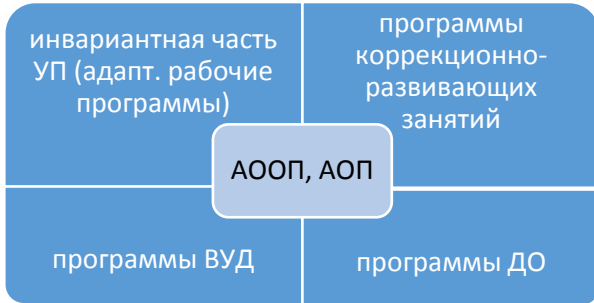 инвариантная часть
УП (адапт. рабочие
программы)
программы
коррекционно-
развивающих
занятий
АООП, АОП
программы ВУД
программы ДО